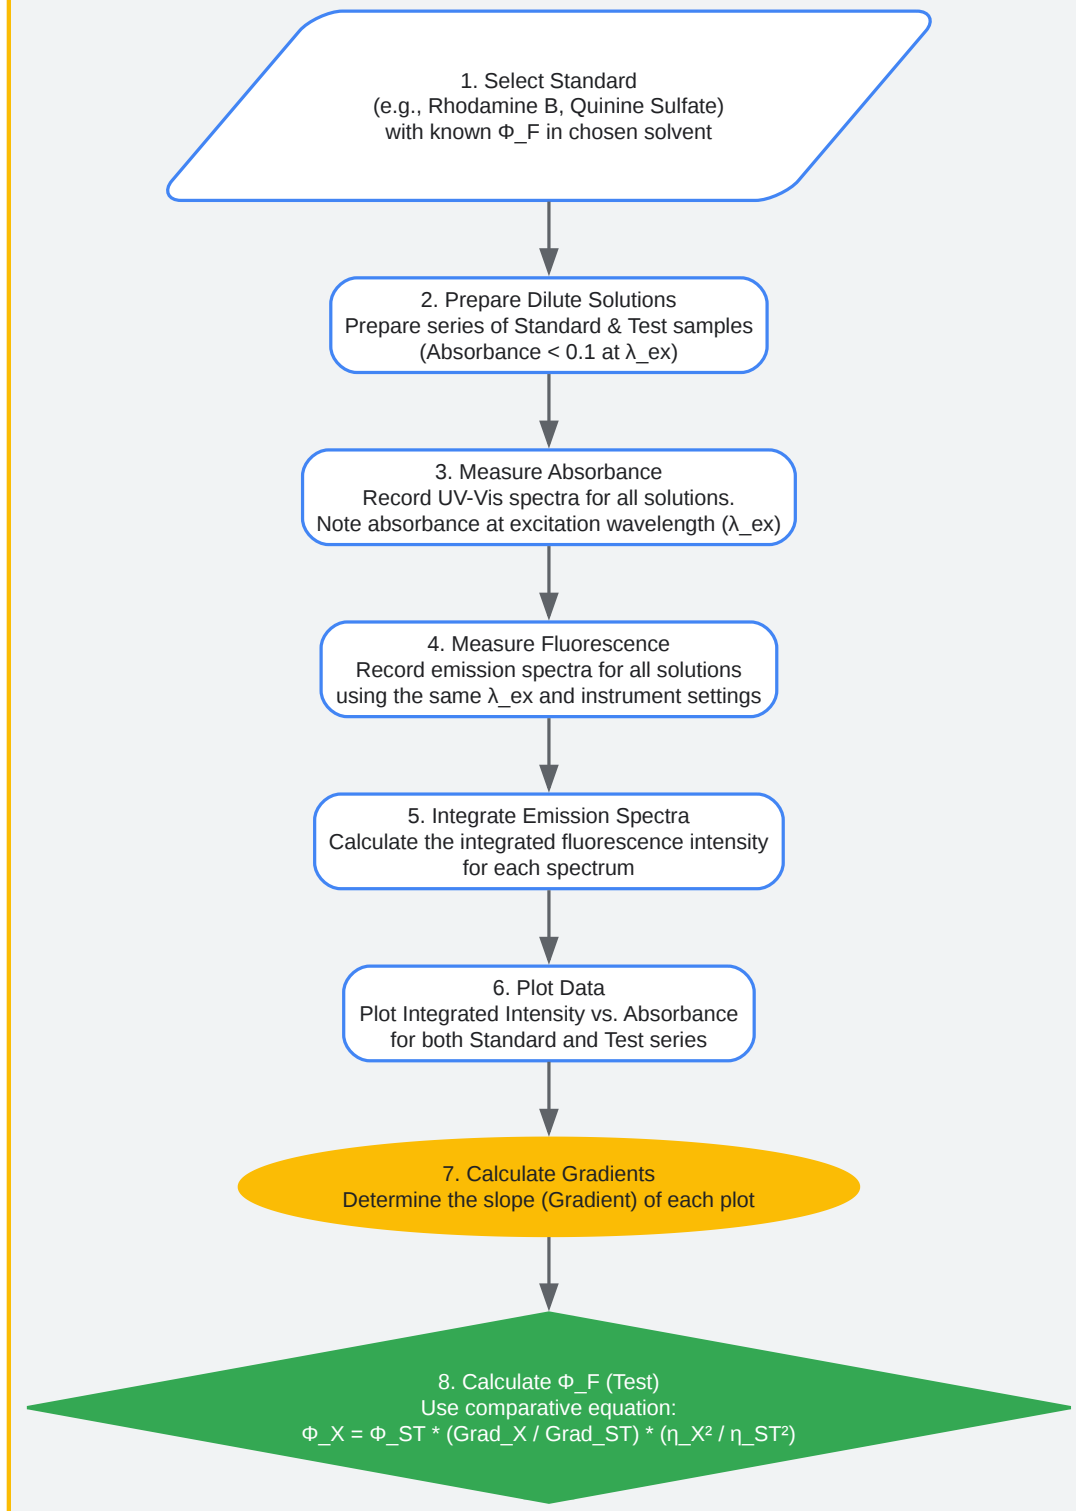 1. Select Standard
(e.g., Rhodamine B, Quinine Sulfate)
with known Φ_F in chosen solvent
2. Prepare Dilute Solutions
Prepare series of Standard & Test samples
(Absorbance < 0.1 at λ_ex)
3. Measure Absorbance
Record UV-Vis spectra for all solutions.
Note absorbance at excitation wavelength (λ_ex)
4. Measure Fluorescence
Record emission spectra for all solutions
using the same λ_ex and instrument settings
5. Integrate Emission Spectra
Calculate the integrated fluorescence intensity
for each spectrum
6. Plot Data
Plot Integrated Intensity vs. Absorbance
for both Standard and Test series
7. Calculate Gradients
Determine the slope (Gradient) of each plot
8. Calculate Φ_F (Test)
Use comparative equation:
Φ_X = Φ_ST * (Grad_X / Grad_ST) * (η_X² / η_ST²)